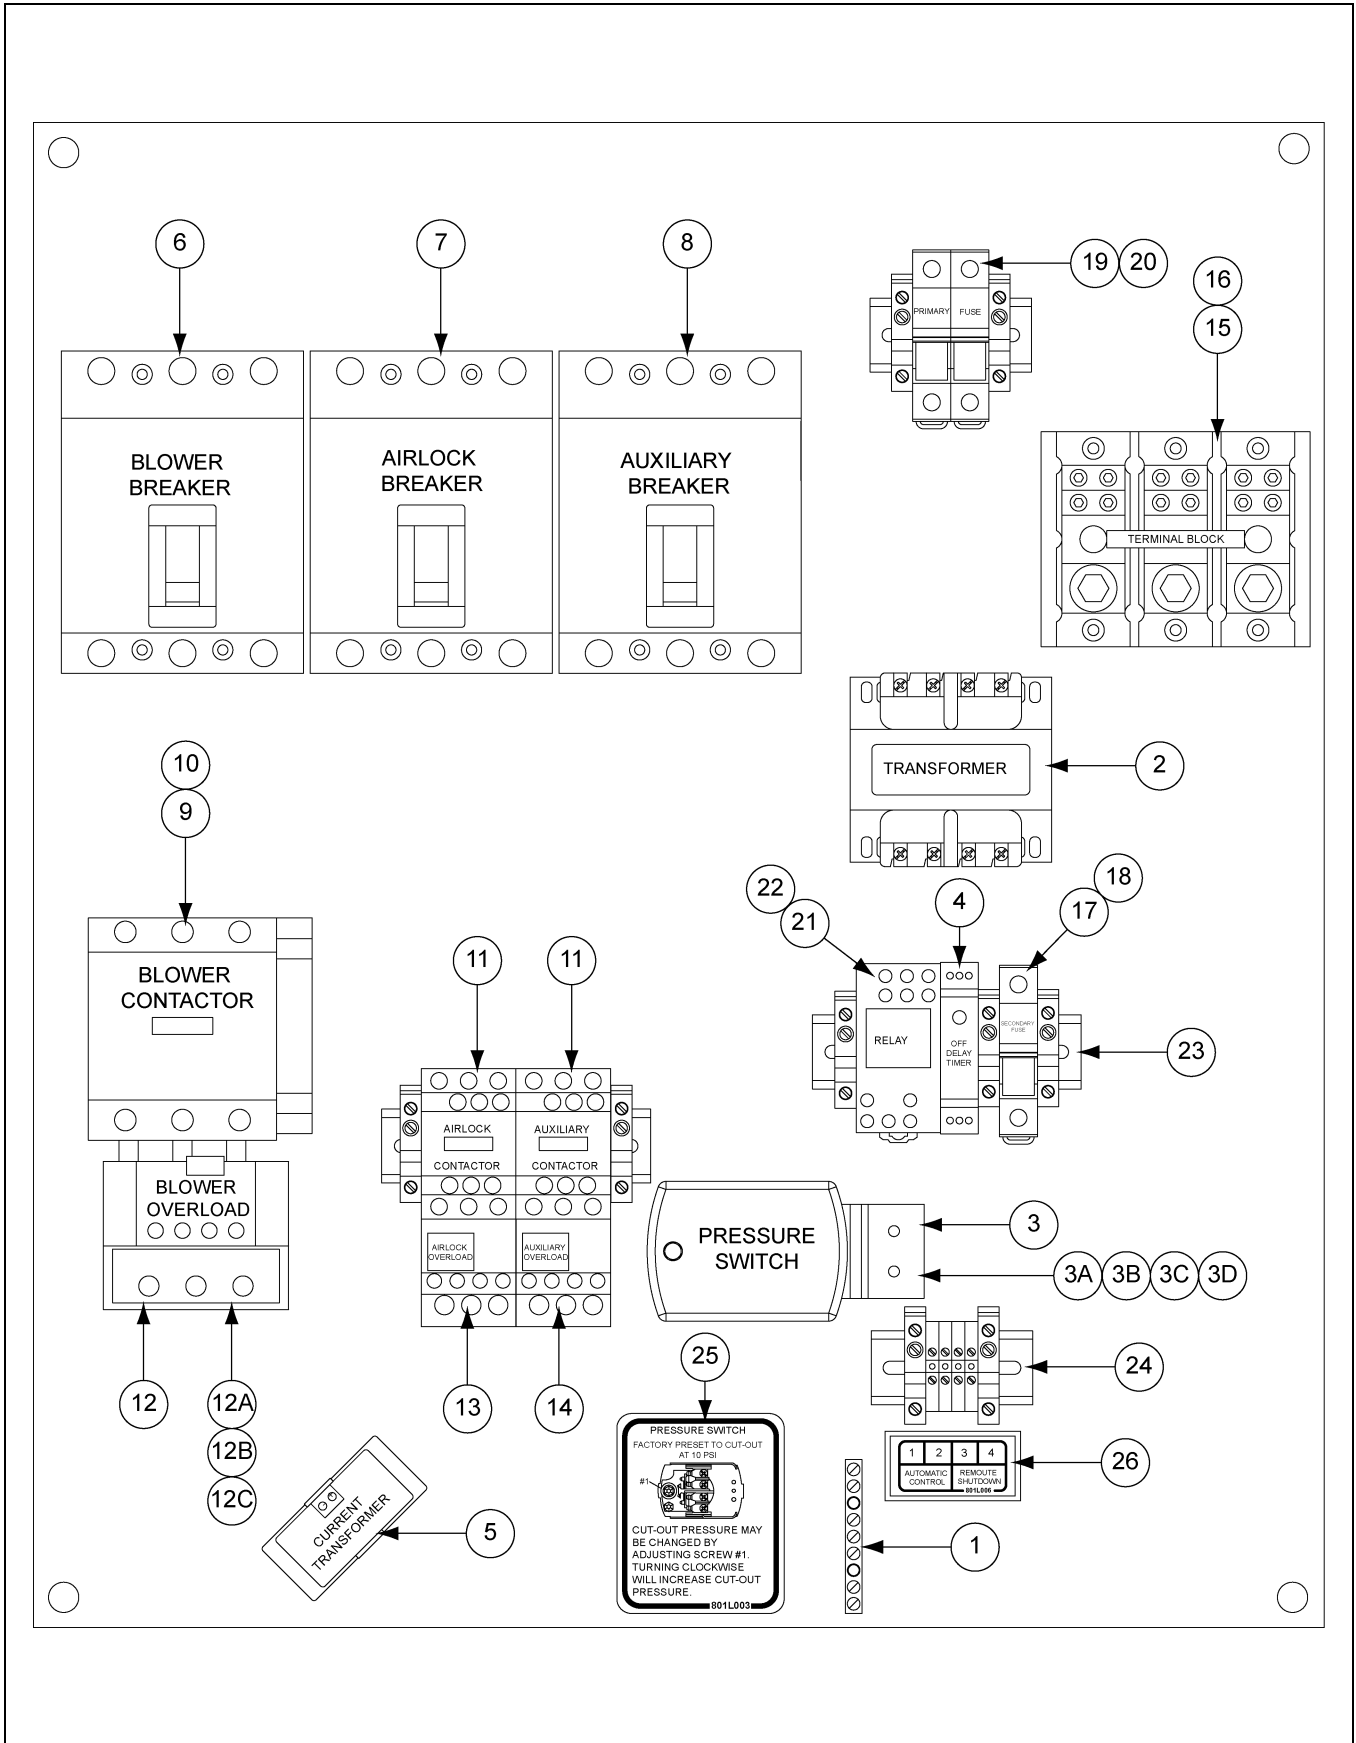 6
7
8
19 20
16
15
PRIMARY FUSE
BLOWER
BREAKER
AIRLOCK
BREAKER
AUXILIARY
BREAKER
TERMINAL BLOCK
TRANSFORMER
2
10
9
22
21
4
18
17
BLOWER
CONTACTOR
11
11
RELAY
OFF
DELAY
TIMER
SECONDARY
FUSE
23
AIRLOCK
CONTACTOR
AUXILIARY
CONTACTOR
BLOWER
OVERLOAD
AIRLOCK
OVERLOAD
AUXILIARY
OVERLOAD
PRESSURE
SWITCH
3
3A 3B 3C 3D
12
12A
12B
12C
13
14
25
24
PRESSURE SWITCH
FACTORY PRESET TO CUT-OUT
AT 10 PSI
#1
CUT-OUT PRESSURE MAY
BE CHANGED BY
ADJUSTING SCREW #1.
TURNING CLOCKWISE
WILL INCREASE CUT-OUT
PRESSURE.
801L003
1 2 3 4
AUTOMATIC
CONTROL
REMOUTE
SHUTDOWN
801L006
26
CURRENT
TRANSFORMER
5
1